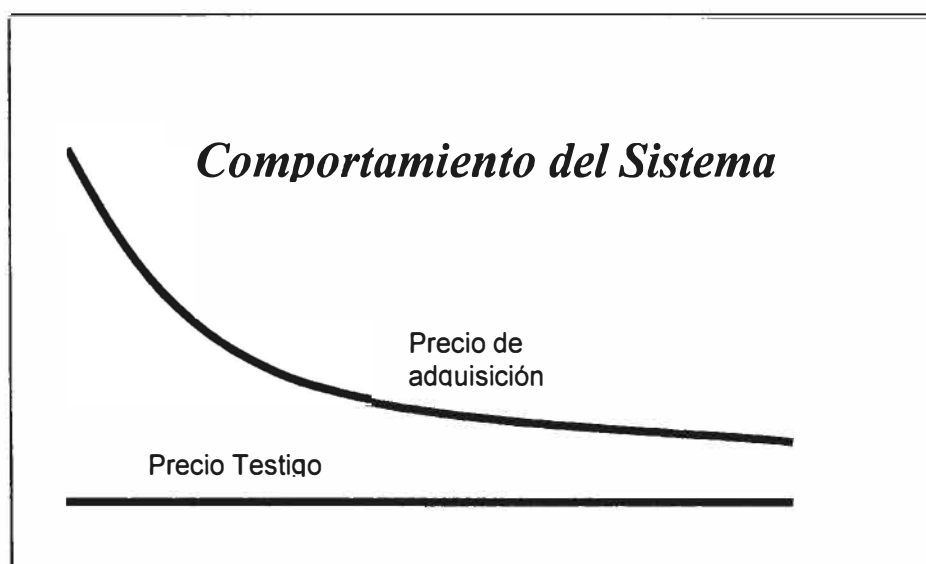 Comportamiento del Sistema
Precio de
adquisición
Precio Testigo